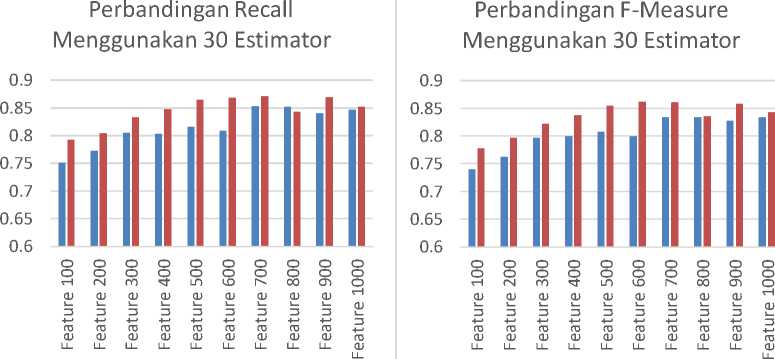 Perbandingan Recall
Menggunakan 30 Estimator
0.9
0.85
0.8
0.75
0.7
0.65
0.6
Feature 100
Feature 200
Feature 300
Feature 400
Feature 500
Feature 600
Feature 700
Feature 800
Feature 900
Feature 1000
Perbandingan F-Measure
Menggunakan 30 Estimator
0.9
0.85
0.8
0.75
0.7
0.65
0.6
Feature 100
Feature 200
Feature 300
Feature 400
Feature 500
Feature 600
Feature 700
Feature 800
Feature 900
Feature 1000